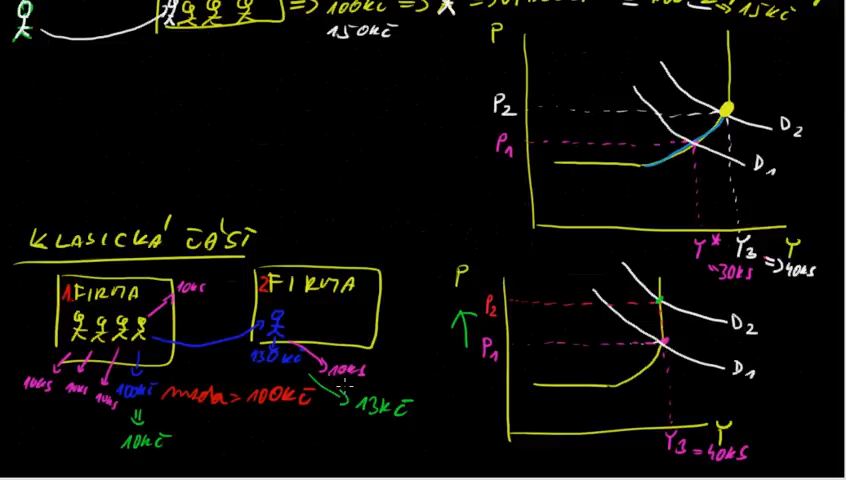 => 100Kč =>
150Kč
=> 15Kč
P
P2
P1
D2
D1
Y*
=30KS
Y3
=> 40KS
Y
KLASICKÁ ČÁST
1 FIRMA
10KS
10KS
10KS
10KS
100Kč
10Kč
mzda = 100Kč
2 FIRMA
130Kč
10KS
13Kč
P
P2
P1
D2
D1
Y3 = 40KS
Y